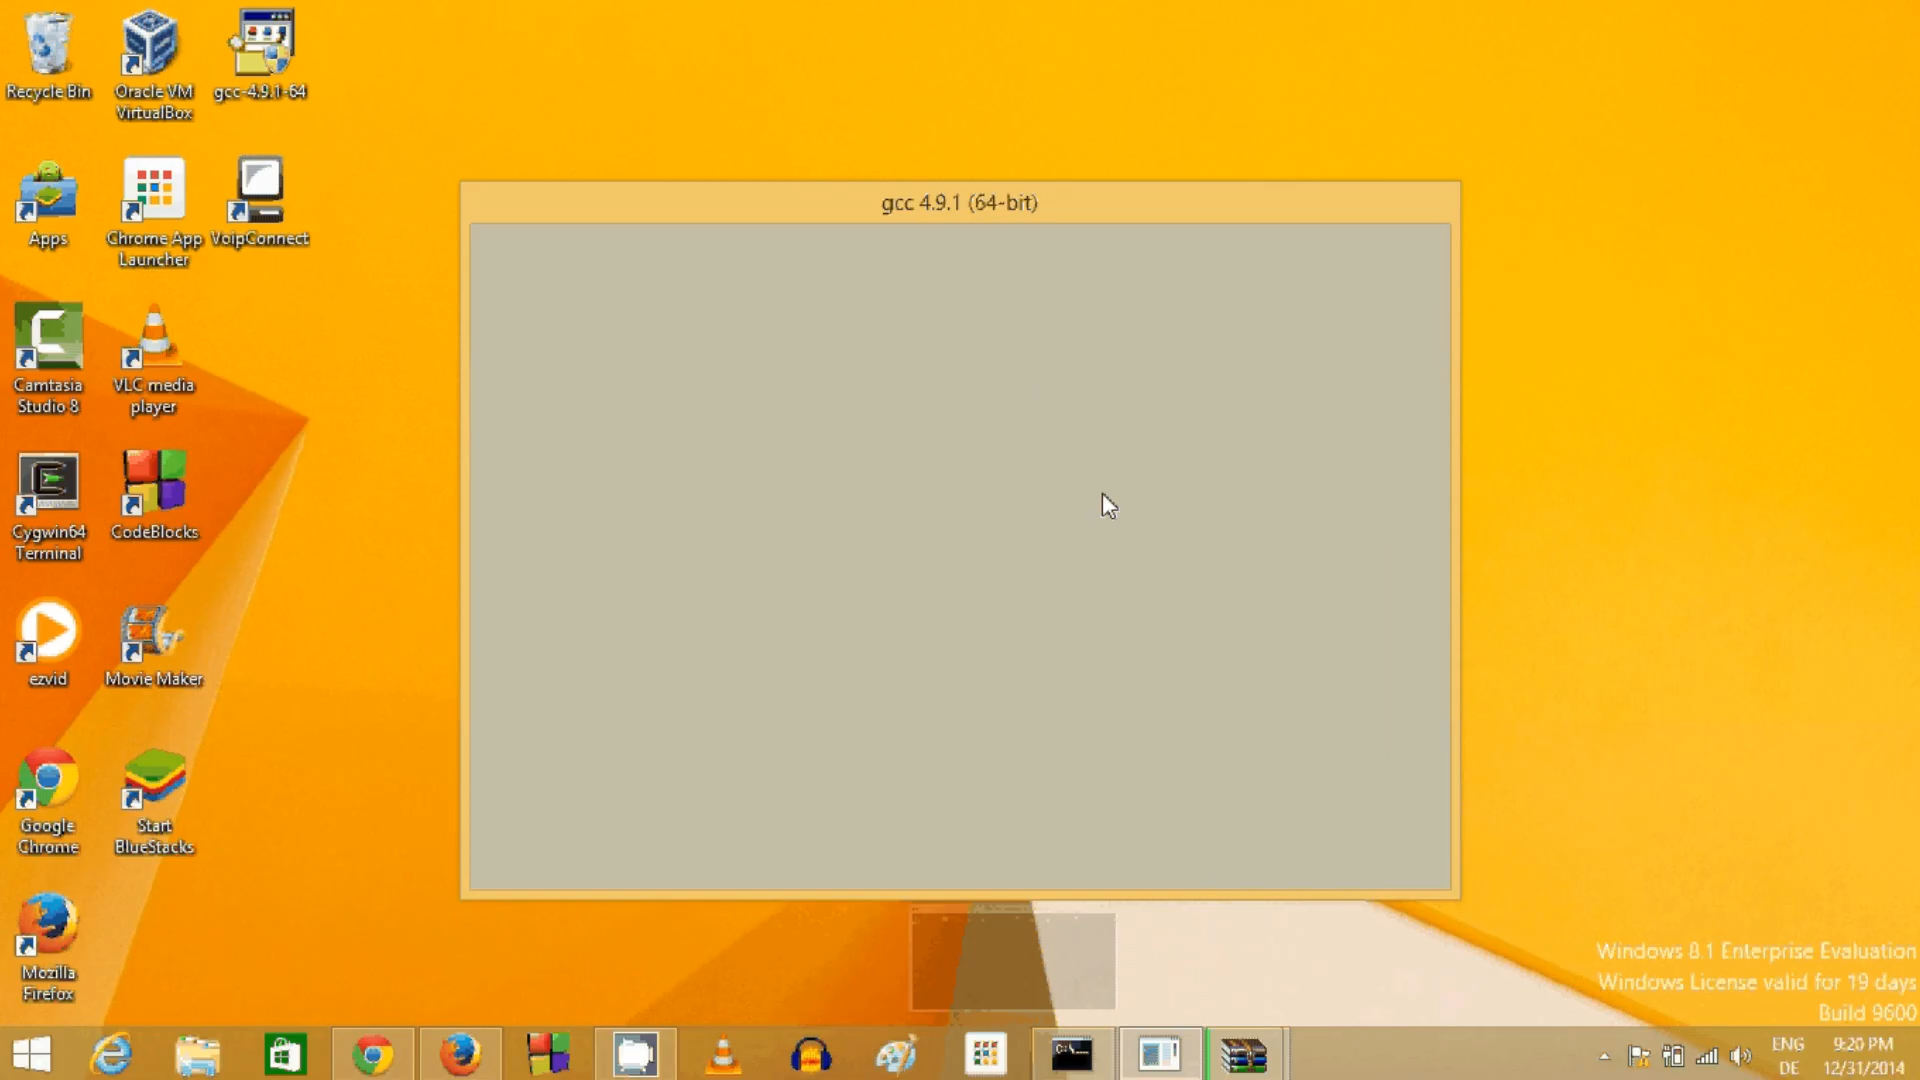 Recycle Bin
Oracle VM
VirtualBox
gcc-4.9.1-64
Apps
Chrome App
Launcher
VoipConnect
gcc 4.9.1 (64-bit)
Camtasia
Studio 8
VLC media
player
Cygwin64
Terminal
CodeBlocks
ezvid
Movie Maker
Google
Chrome
Start
BlueStacks
Mozilla
Firefox
Windows 8.1 Enterprise Evaluation
Windows License valid for 19 days
Build 9600
C:\
ENG
DE
9:20 PM
12/31/2014